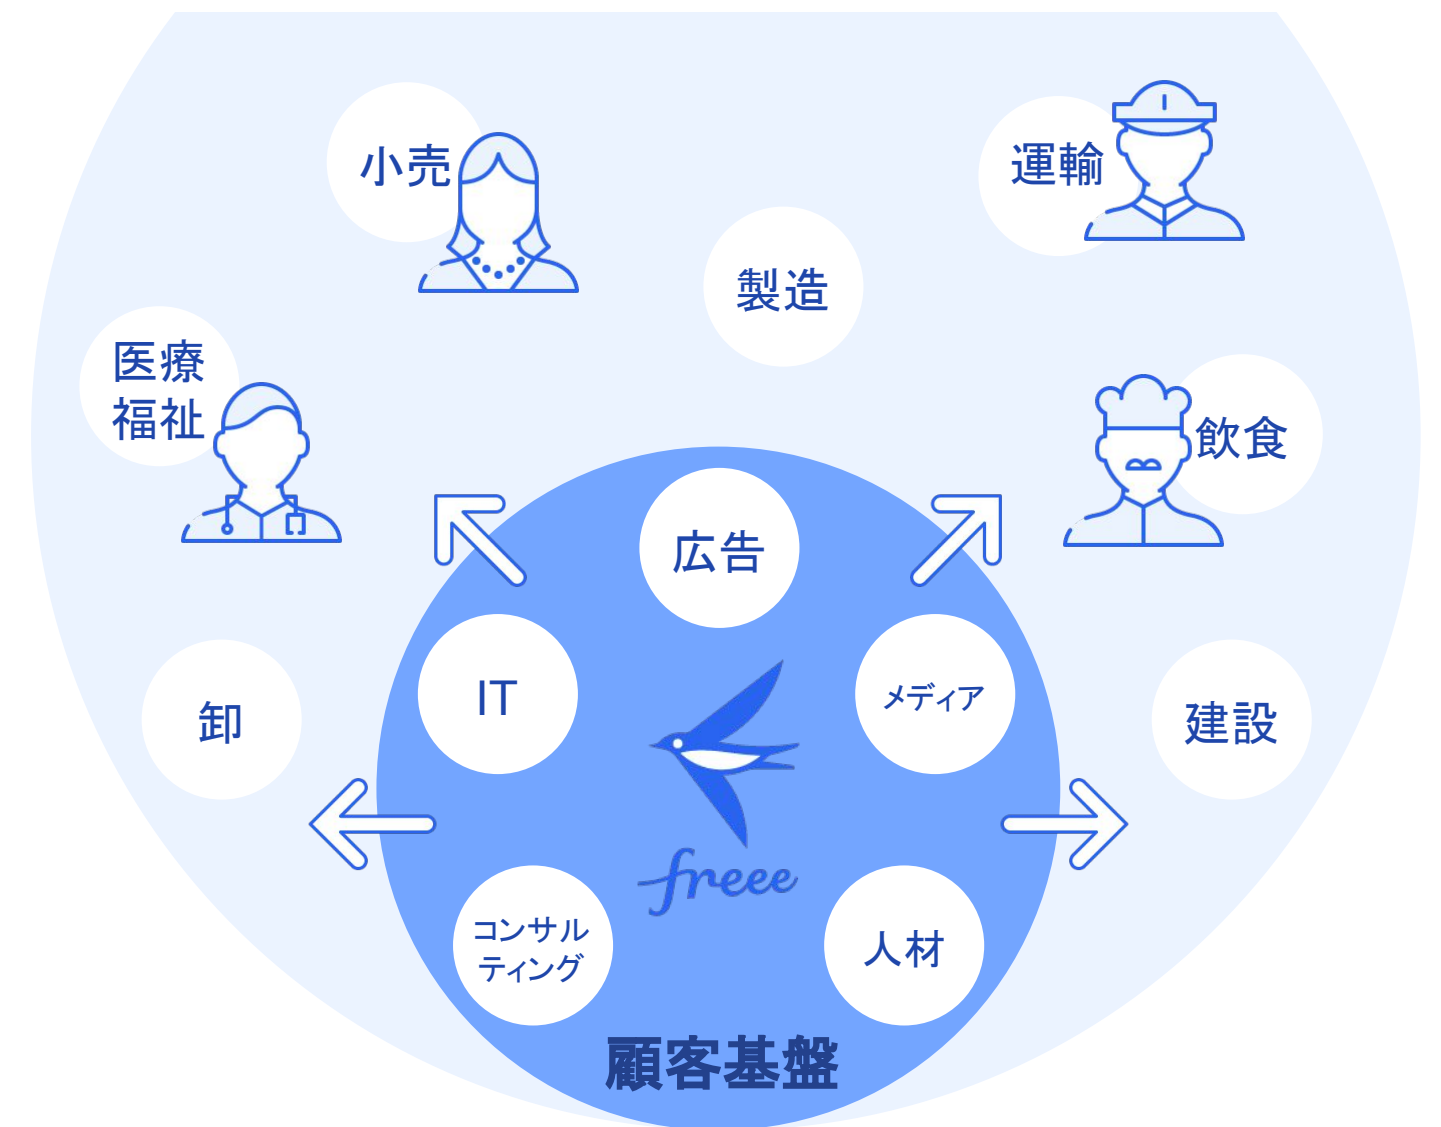 小売
運輸
製造
医療
福祉
飲食
広告
IT
メディア
卸
建設
freee
コンサル
ティング
人材
顧客基盤